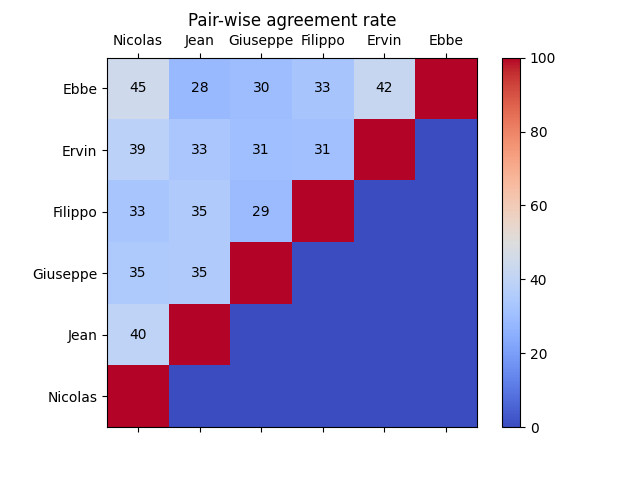 Pair-wise agreement rate
Nicolas Jean Giuseppe Filippo Ervin Ebbe
Ebbe 45 28 30 33 42
Ervin 39 33 31 31
Filippo 33 35 29
Giuseppe 35 35
Jean 40
Nicolas
100
80
60
40
20
0